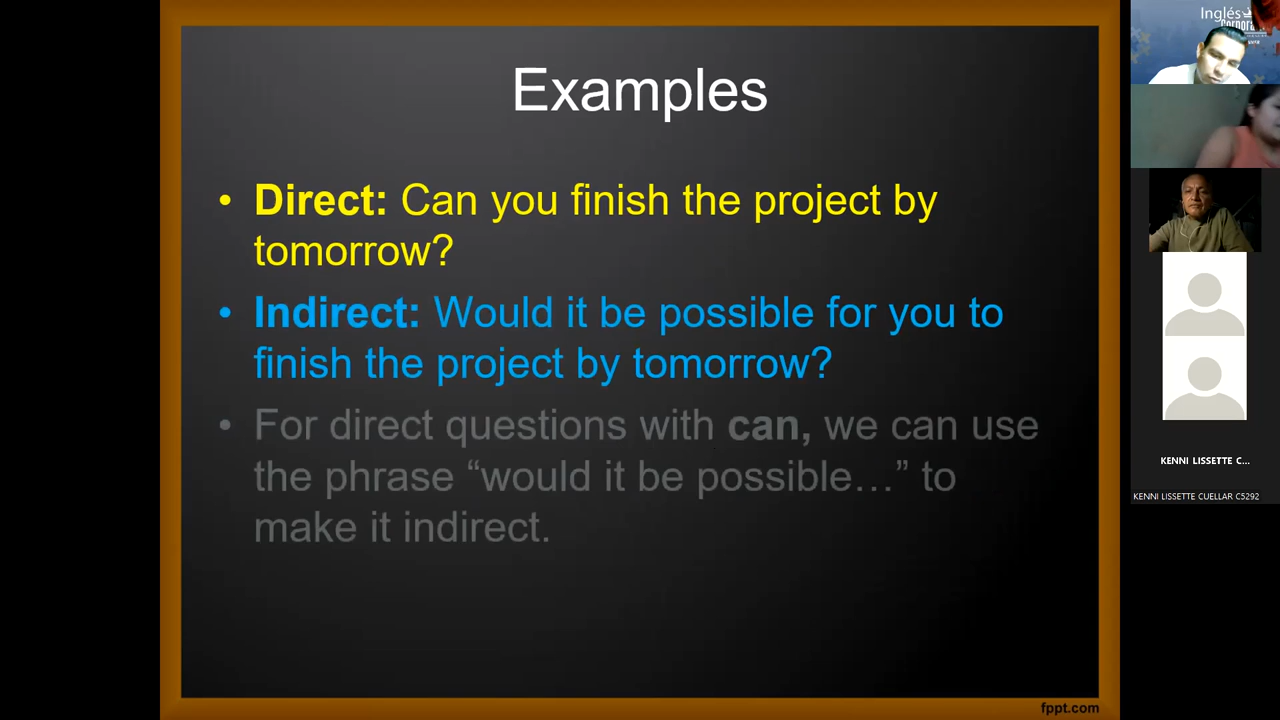 Examples
• Direct: Can you finish the project by
tomorrow?
• Indirect: Would it be possible for you to
finish the project by tomorrow?
• For direct questions with can, we can use
the phrase “would it be possible…” to
make it indirect.
fppt.com
Inglés
KENNI LISSETTE C...
KENNI LISSETTE CUELLAR C5292